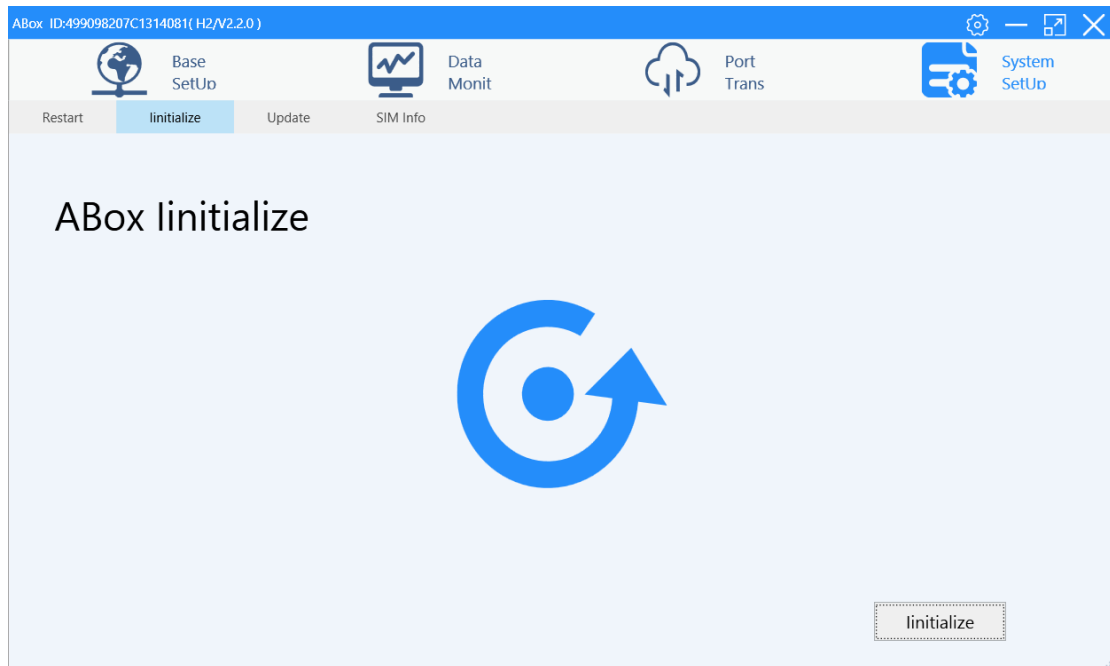 ABox ID:499098207C1314081( H2/V2.2.0 )
Base
SetUp
Data
Monit
Port
Trans
System
SetUp
Restart
Iinitialize
Update
SIM Info
ABox Iinitialize
Iinitialize